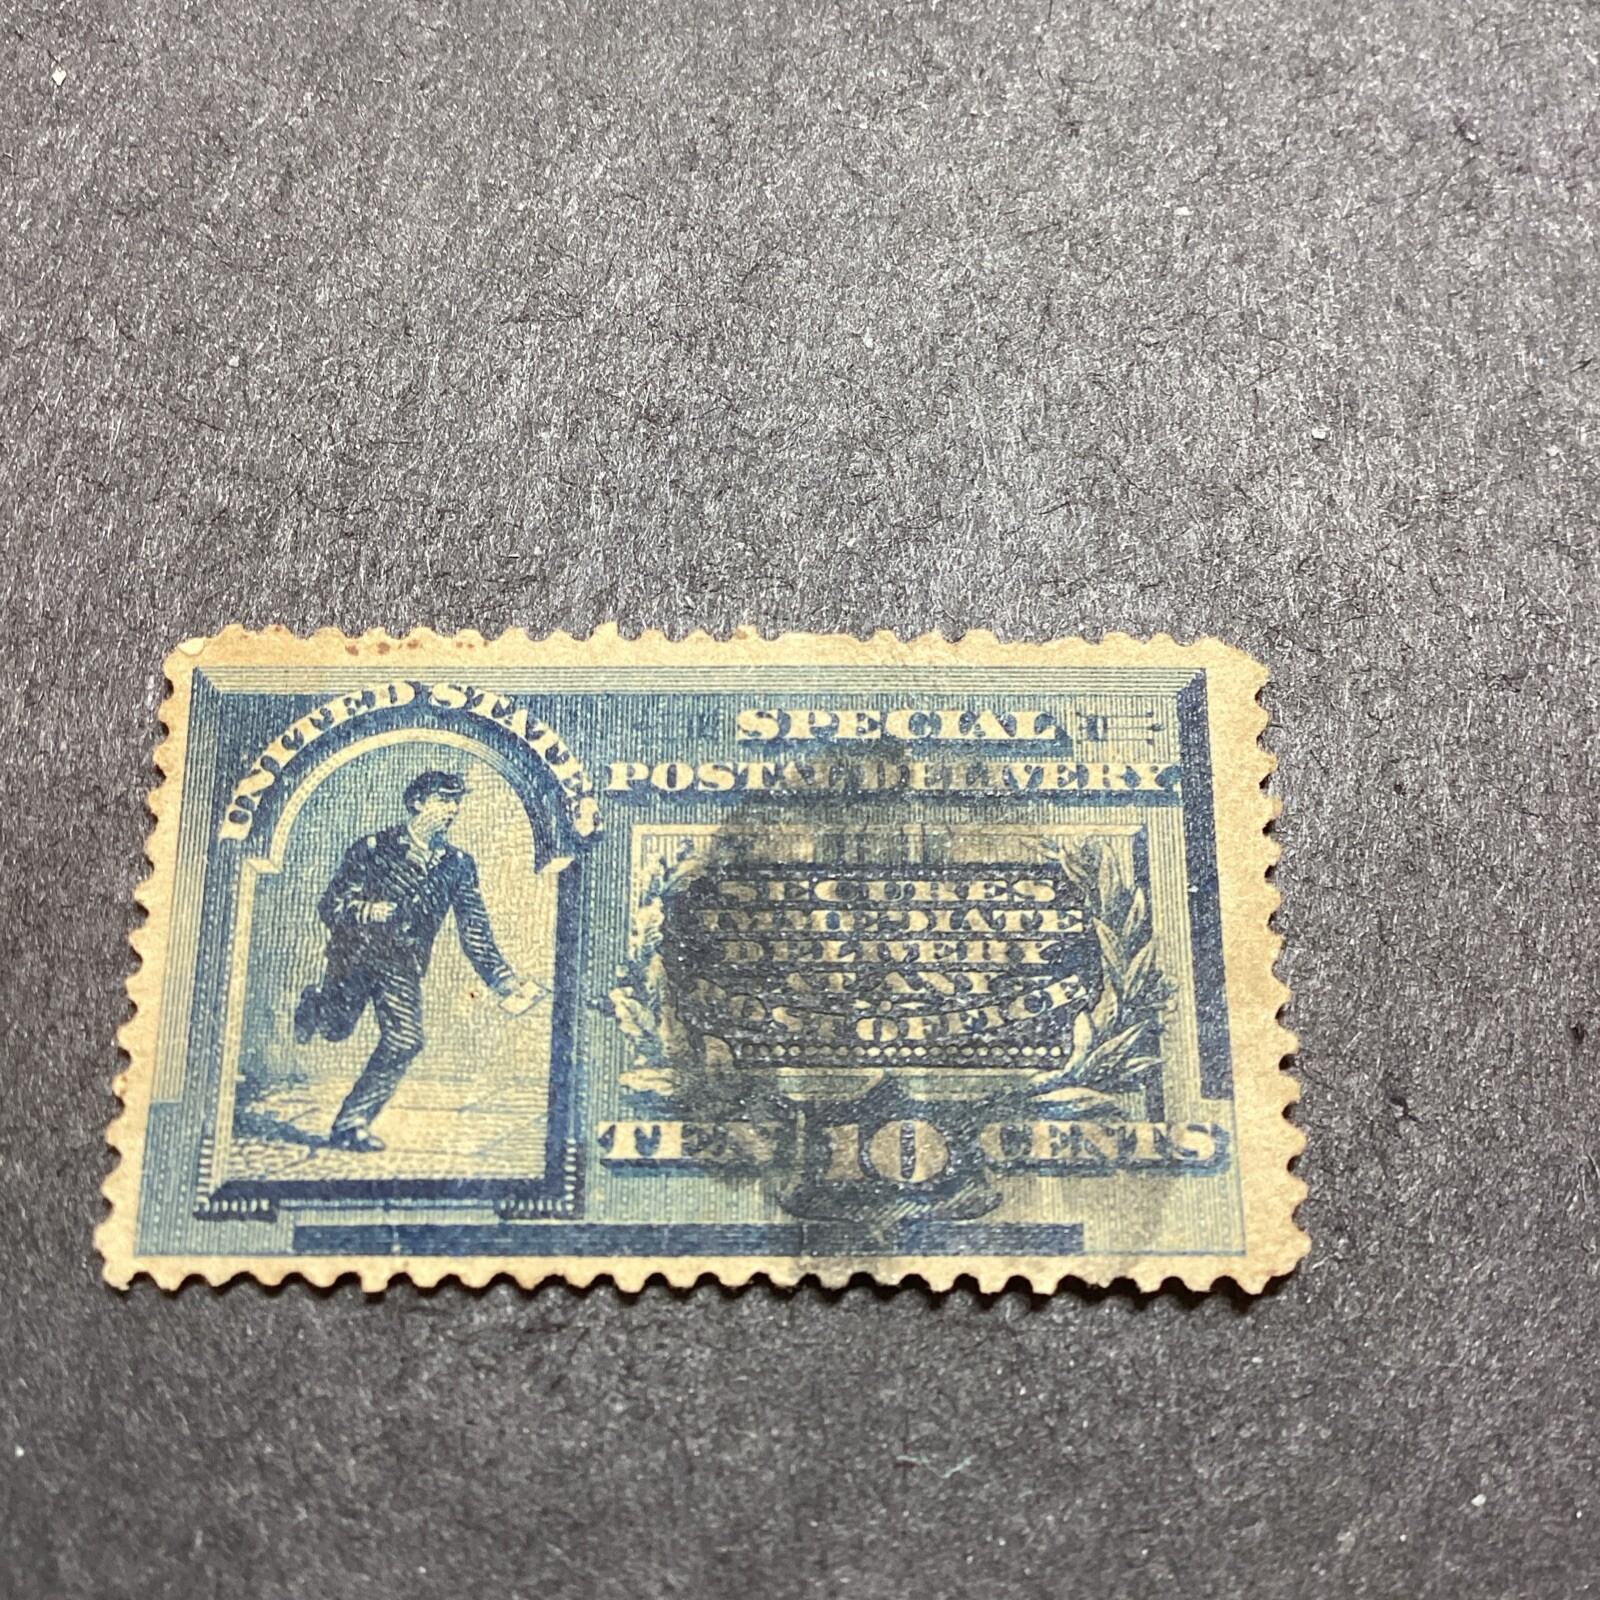 UNITED STATES
SPECIAL
POSTAL DELIVERY
SECURES
IMMEDIATE
DELIVERY
AT ANY
POST OFFICE
TEN 10 CENTS